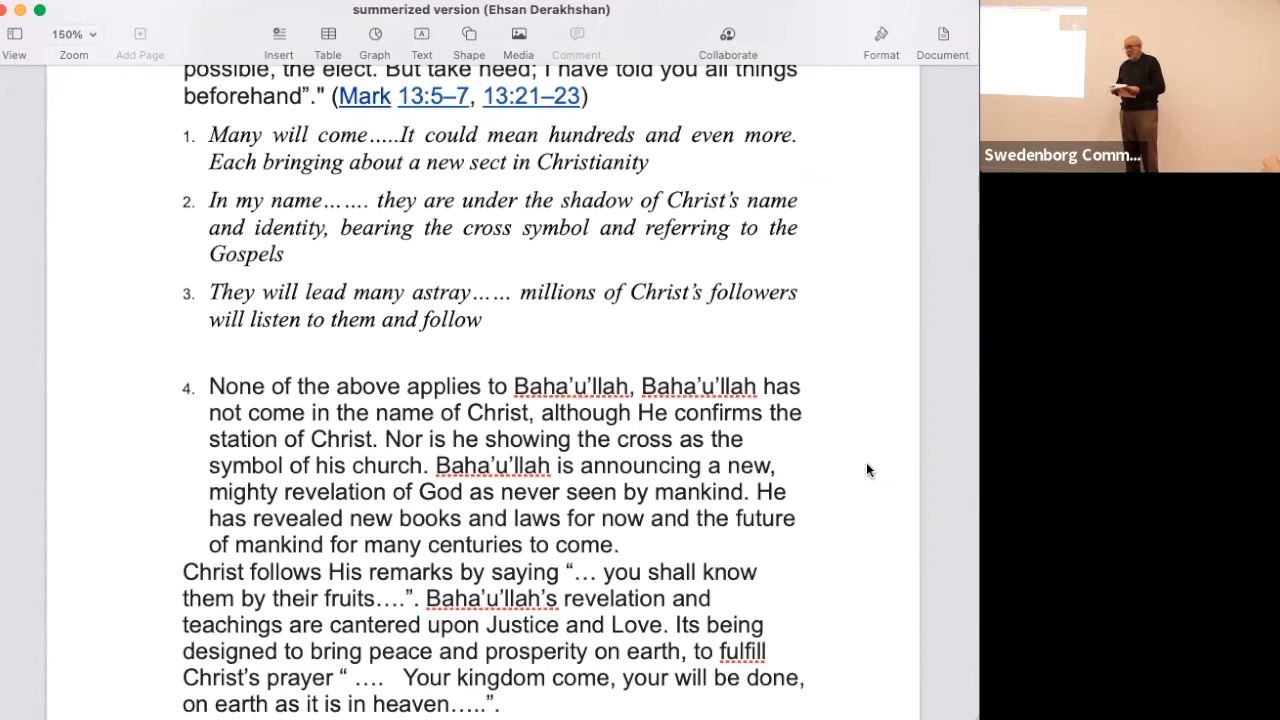 summerized version (Ehsan Derakhshan)
150%
View Zoom Add Page Insert Table Graph Text Shape Media Comment Collaborate Format Document
possible, the elect. But take heed; I have told you all things
beforehand”." (Mark 13:5–7, 13:21–23)
1. Many will come…..It could mean hundreds and even more.
Each bringing about a new sect in Christianity
2. In my name……. they are under the shadow of Christ’s name
and identity, bearing the cross symbol and referring to the
Gospels
3. They will lead many astray…… millions of Christ’s followers
will listen to them and follow
4. None of the above applies to Baha’u’llah, Baha’u’llah has
not come in the name of Christ, although He confirms the
station of Christ. Nor is he showing the cross as the
symbol of his church. Baha’u’llah is announcing a new,
mighty revelation of God as never seen by mankind. He
has revealed new books and laws for now and the future
of mankind for many centuries to come.
Christ follows His remarks by saying “… you shall know
them by their fruits….”. Baha’u’llah’s revelation and
teachings are cantered upon Justice and Love. Its being
designed to bring peace and prosperity on earth, to fulfill
Christ’s prayer “ …. Your kingdom come, your will be done,
on earth as it is in heaven…..”.
Swedenborg Comm...